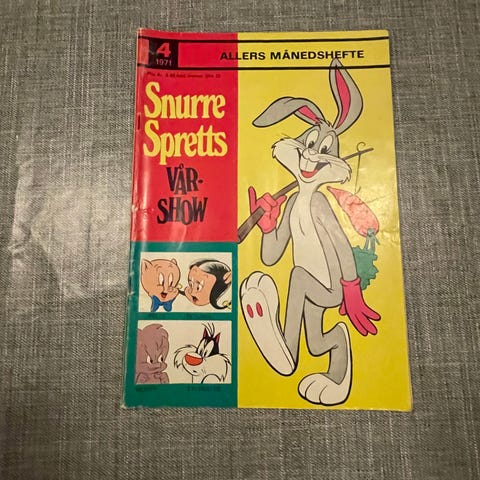 4
1971
ALLERS MÅNEDSHEFTE
Snurre
Spretts
VÅR-
SHOW